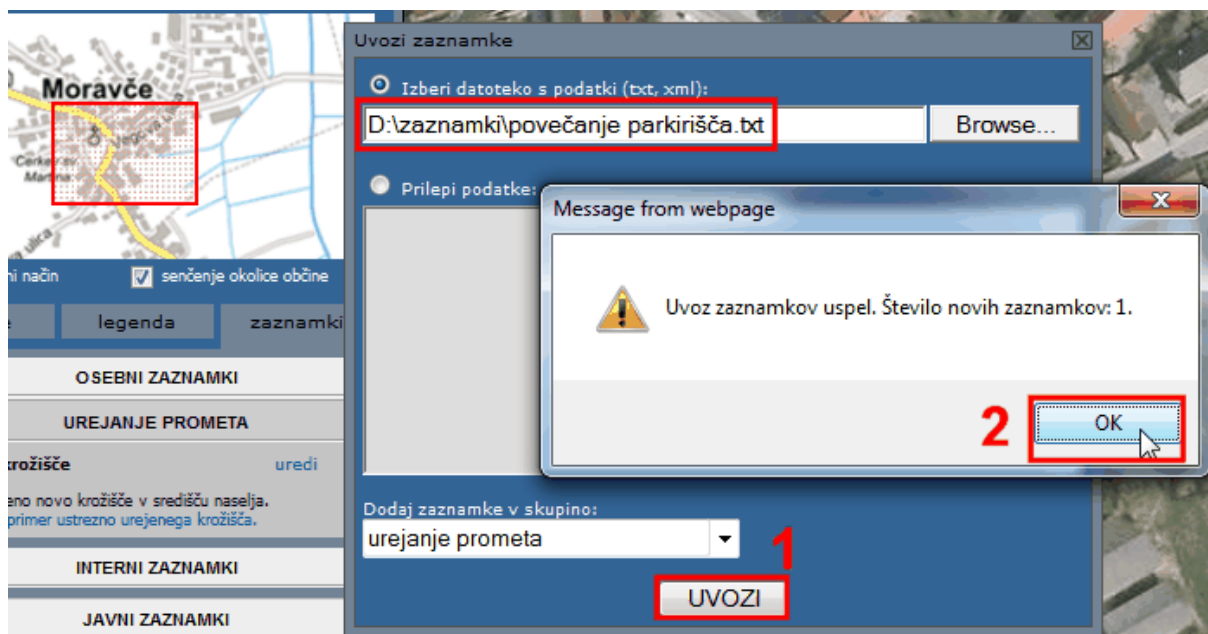 Moravče
Jegova ulica
Cerkev sv.
Martina
ulica
ni način
senčenje okolice občine
legenda
zaznamki
OSEBNI ZAZNAMKI
UREJANJE PROMETA
krožišče uredi
eno novo krožišče v središču naselja.
primer ustrezno urejenega krožišča.
INTERNI ZAZNAMKI
JAVNI ZAZNAMKI
Uvozi zaznamke
Izberi datoteko s podatki (txt, xml):
D:\zaznamki\povečanje parkirišča.txt
Browse...
Prilepi podatke:
Message from webpage
Uvoz zaznamkov uspel. Število novih zaznamkov: 1.
2
OK
Dodaj zaznamke v skupino:
urejanje prometa
1
UVOZI